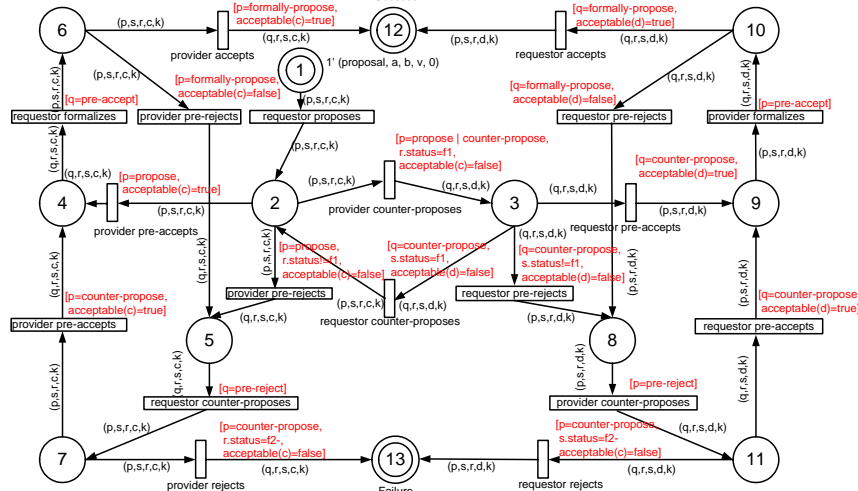 6
(p,s,r,c,k)
[p=formally-propose,
acceptable(c)=true]
(q,r,s,c,k)
provider accepts
12
(p,s,r,d,k)
[q=formally-propose,
acceptable(d)=true]
(q,r,s,d,k)
requestor accepts
10
1
1' (proposal, a, b, v, 0)
(p,s,r,c,k)
(p,s,r,c,k)
[p=formally-propose,
acceptable(c)=false]
(p,s,r,c,k)
[q=formally-propose,
acceptable(d)=false]
(q,r,s,d,k)
(q,r,s,d,k)
[q=pre-accept]
[p=pre-accept]
requestor formalizes
provider pre-rejects
requestor proposes
requestor pre-rejects
provider formalizes
(q,r,s,c,k)
(p,s,r,c,k)
[p=propose | counter-propose,
r.status=f1,
acceptable(c)=false]
(p,s,r,d,k)
[p=propose,
acceptable(c)=true]
(q,r,s,c,k)
(p,s,r,c,k)
provider pre-accepts
4
2
(p,s,r,c,k)
(q,r,s,d,k)
provider counter-proposes
3
(q,r,s,d,k)
[q=counter-propose,
acceptable(d)=true]
(p,s,r,d,k)
requestor pre-accepts
9
(q,r,s,c,k)
(q,r,s,c,k)
(p,s,r,c,k)
[p=propose,
r.status!=f1,
acceptable(c)=false]
[q=counter-propose,
s.status=f1,
acceptable(d)=false]
(q,r,s,d,k)
[q=counter-propose,
s.status!=f1,
acceptable(d)=false]
(p,s,r,d,k)
(p,s,r,d,k)
provider pre-rejects
(p,s,r,c,k)
(q,r,s,d,k)
requestor counter-proposes
requestor pre-rejects
[p=counter-propose,
acceptable(c)=true]
provider pre-accepts
(q,r,s,c,k)
(p,s,r,d,k)
[q=counter-propose,
acceptable(d)=true]
requestor pre-accepts
5
8
(p,s,r,c,k)
(q,r,s,c,k)
[q=pre-reject]
requestor counter-proposes
(p,s,r,c,k)
(p,s,r,d,k)
[p=pre-reject]
provider counter-proposes
(q,r,s,d,k)
(q,r,s,d,k)
7
(p,s,r,c,k)
[p=counter-propose,
r.status=f2-,
acceptable(c)=false]
(q,r,s,c,k)
provider rejects
13
Failure
(p,s,r,d,k)
[p=counter-propose,
s.status=f2-
acceptable(c)=false]
(q,r,s,d,k)
requestor rejects
11